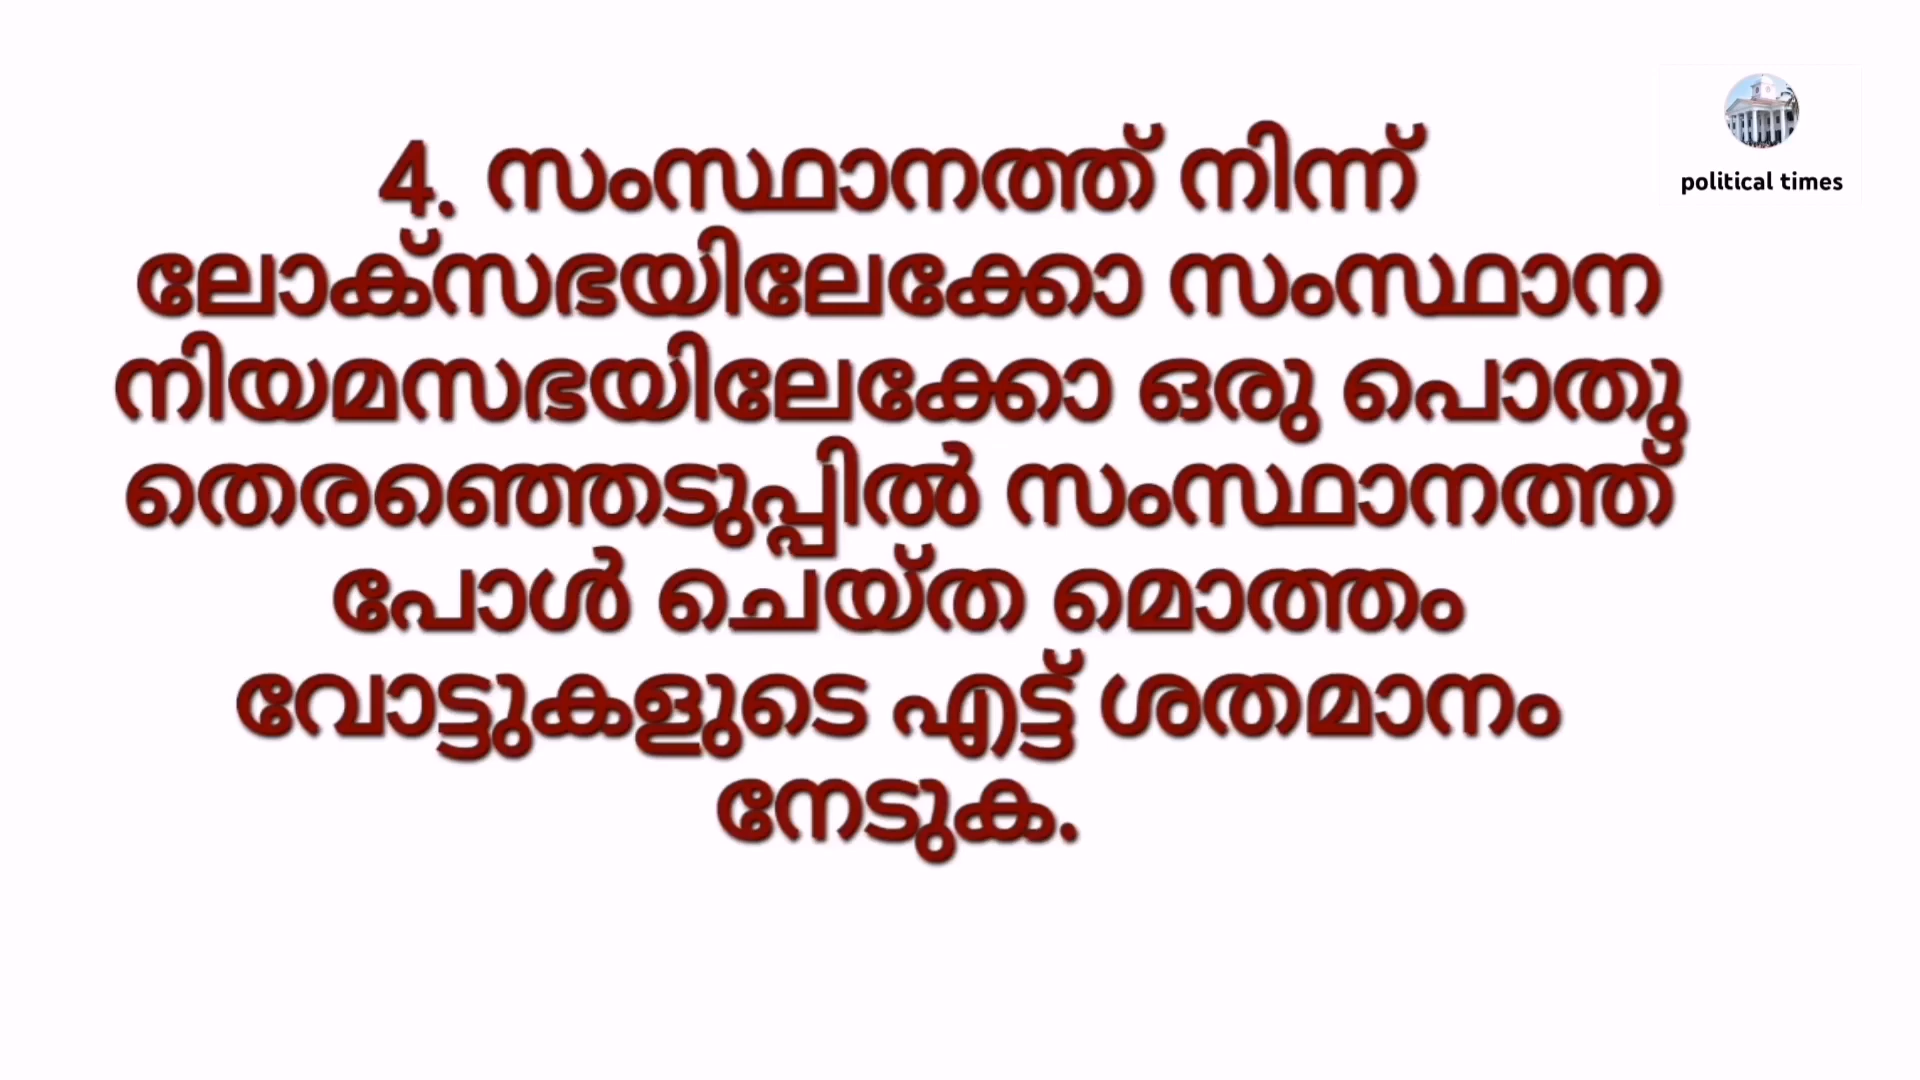 political times
4. സംസ്ഥാനത്ത് നിന്ന്
ലോക്സഭയിലേക്കോ സംസ്ഥാന
നിയമസഭയിലേക്കോ ഒരു പൊതു
തെരഞ്ഞെടുപ്പിൽ സംസ്ഥാനത്ത്
പോൾ ചെയ്ത മൊത്തം
വോട്ടുകളുടെ എട്ട് ശതമാനം
നേടുക.